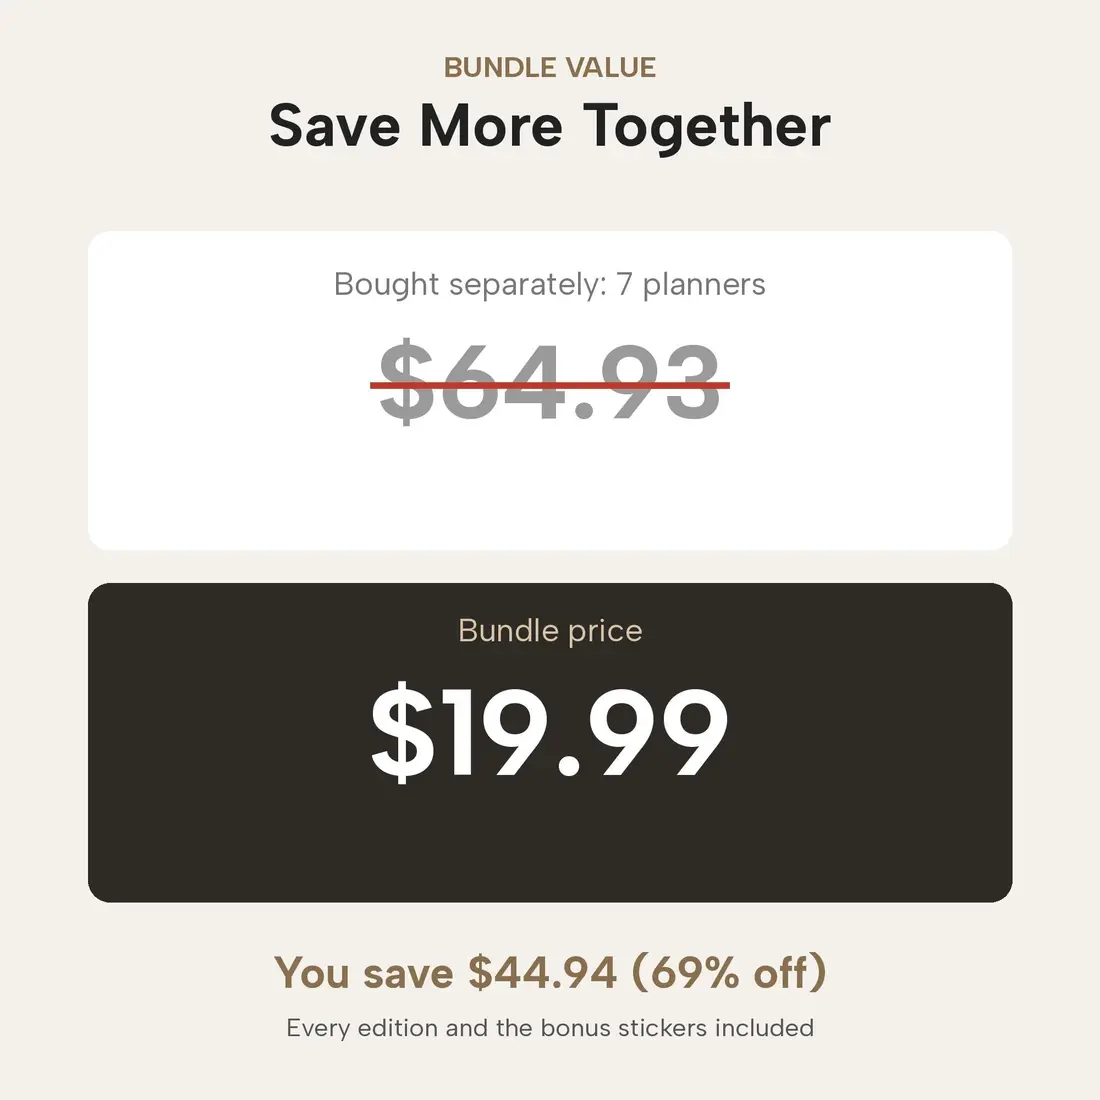 BUNDLE VALUE
Save More Together
Bought separately: 7 planners
$64.93
Bundle price
$19.99
You save $44.94 (69% off)
Every edition and the bonus stickers included